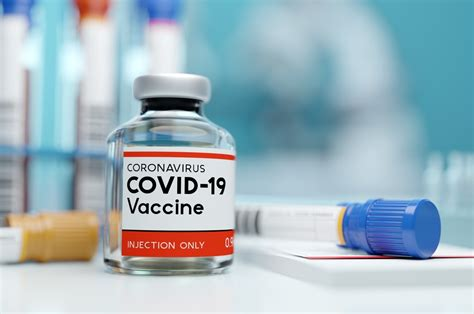 CORONAVIRUS
COVID-19
Vaccine
INJECTION ONLY